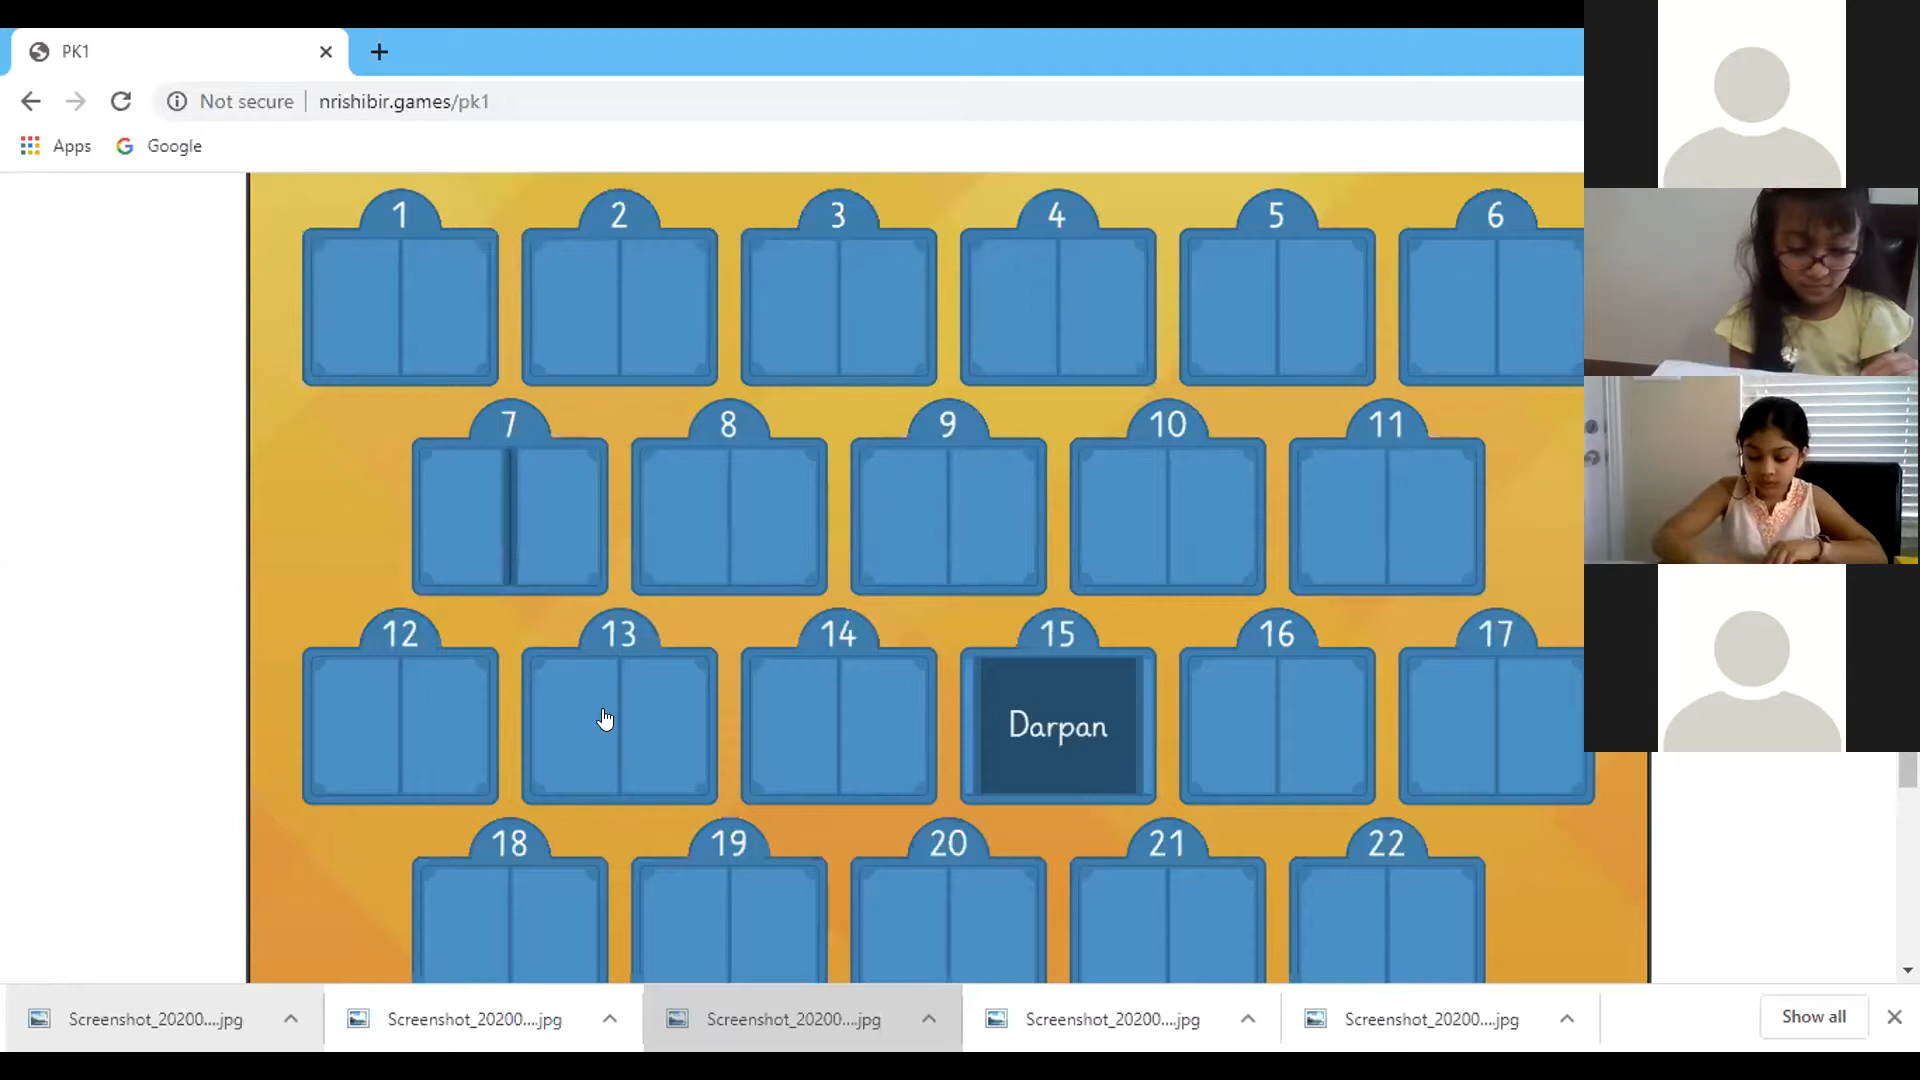 PK1
Not secure nrishibir.games/pk1
Apps Google
1 2 3 4 5 6
7 8 9 10 11
12 13 14 15 16 17
Darpan
18 19 20 21 22
Screenshot_20200....jpg Screenshot_20200....jpg Screenshot_20200....jpg Screenshot_20200....jpg Screenshot_20200....jpg Show all